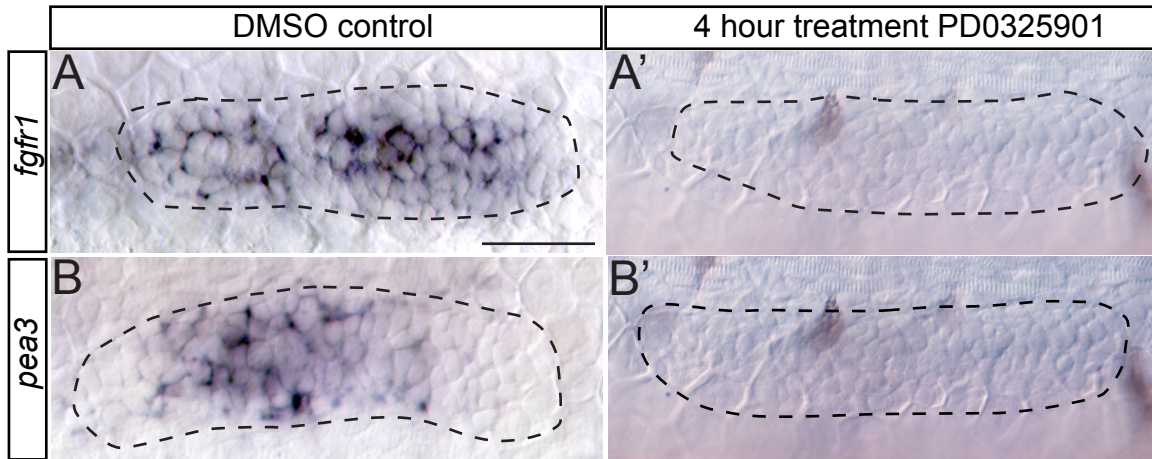 DMSO control
4 hour treatment PD0325901
fgfr1
A
A'
pea3
B
B'